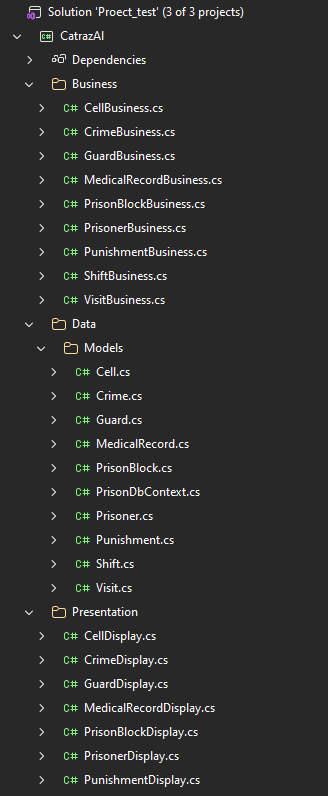 Solution 'Proect_test' (3 of 3 projects)
C# CatrazAI
Dependencies
Business
C# CellBusiness.cs
C# CrimeBusiness.cs
C# GuardBusiness.cs
C# MedicalRecordBusiness.cs
C# PrisonBlockBusiness.cs
C# PrisonerBusiness.cs
C# PunishmentBusiness.cs
C# ShiftBusiness.cs
C# VisitBusiness.cs
Data
Models
C# Cell.cs
C# Crime.cs
C# Guard.cs
C# MedicalRecord.cs
C# PrisonBlock.cs
C# PrisonDbContext.cs
C# Prisoner.cs
C# Punishment.cs
C# Shift.cs
C# Visit.cs
Presentation
C# CellDisplay.cs
C# CrimeDisplay.cs
C# GuardDisplay.cs
C# MedicalRecordDisplay.cs
C# PrisonBlockDisplay.cs
C# PrisonerDisplay.cs
C# PunishmentDisplay.cs